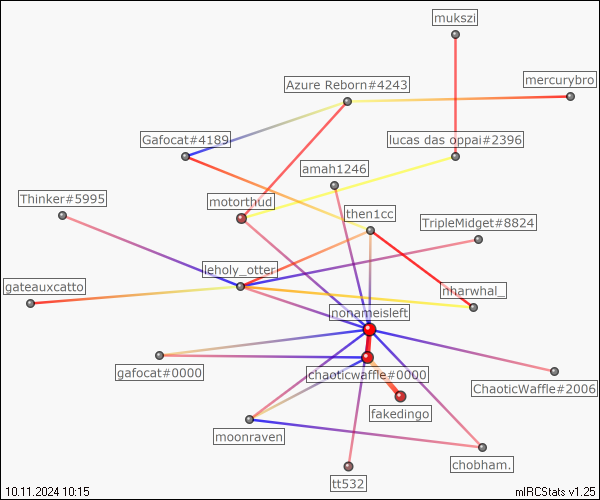 mukszi
mercurybro
Azure Reborn#4243
Gafocat#4189
lucas das oppai#2396
amah1246
Thinker#5995
motorthud
then1cc
TripleMidget#8824
leholy_otter
gateauxcatto
nharwhal_
nonameisleft
gafocat#0000
chaoticwaffle#0000
ChaoticWaffle#2006
fakedingo
moonraven
chobham.
tt532
10.11.2024 10:15
mIRCStats v1.25